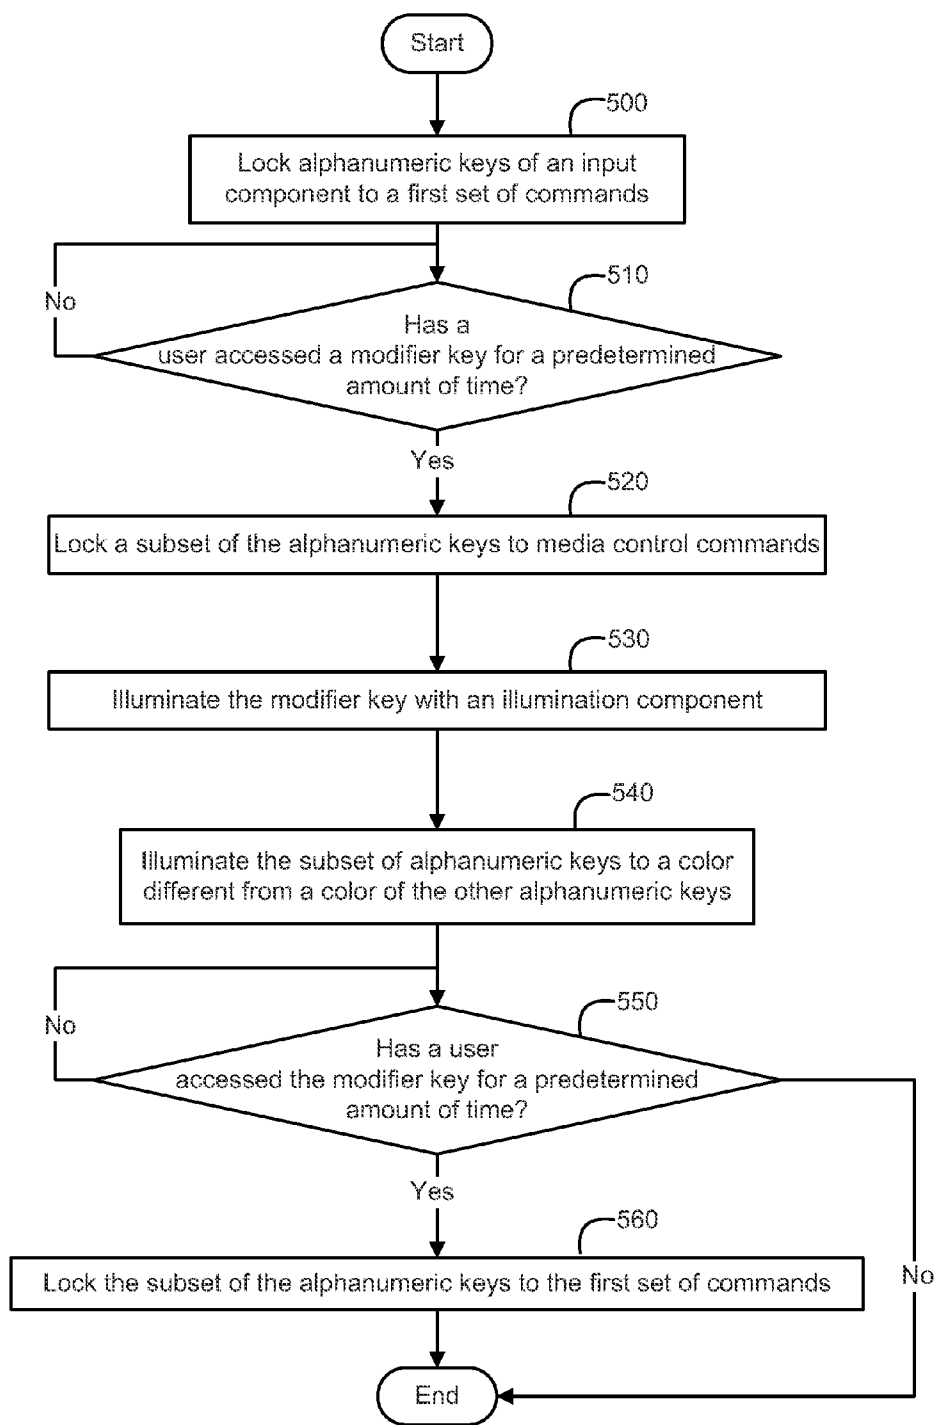 Start
500
Lock alphanumeric keys of an input
component to a first set of commands
510
No
Has a
user accessed a modifier key for a predetermined
amount of time?
Yes
520
Lock a subset of the alphanumeric keys to media control commands
530
Illuminate the modifier key with an illumination component
540
Illuminate the subset of alphanumeric keys to a color
different from a color of the other alphanumeric keys
550
No
Has a user
accessed the modifier key for a predetermined
amount of time?
Yes
560
Lock the subset of the alphanumeric keys to the first set of commands
No
End